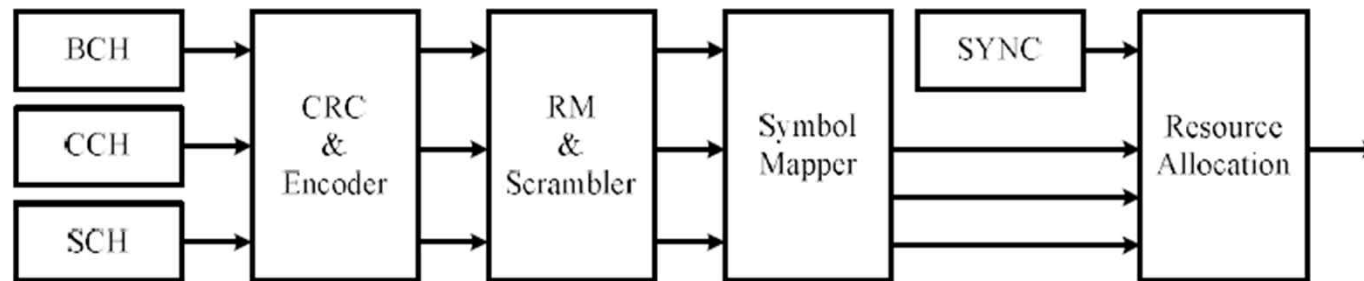 BCH
CCH
SCH
CRC
&
Encoder
RM
&
Scrambler
Symbol
Mapper
SYNC
Resource
Allocation